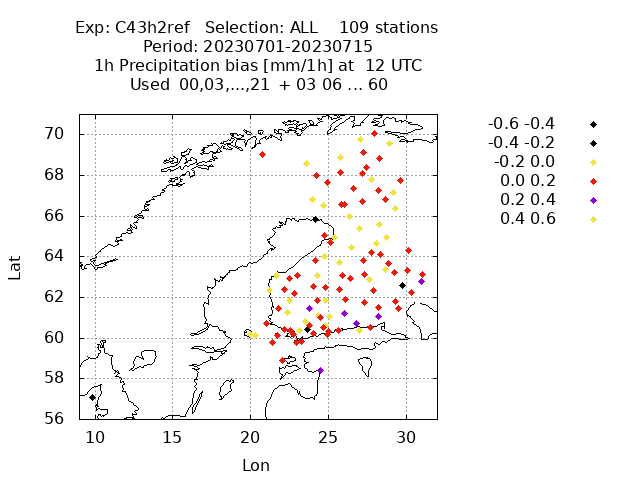 Exp: C43h2ref   Selection: ALL    109 stations
Period: 20230701-20230715
1h Precipitation bias [mm/1h] at  12 UTC
Used  00,03,...,21  + 03 06 ... 60
-0.6 -0.4
-0.4 -0.2
-0.2 0.0
0.0 0.2
0.2 0.4
0.4 0.6
Lat
70
68
66
64
62
60
58
56
10 15 20 25 30
Lon